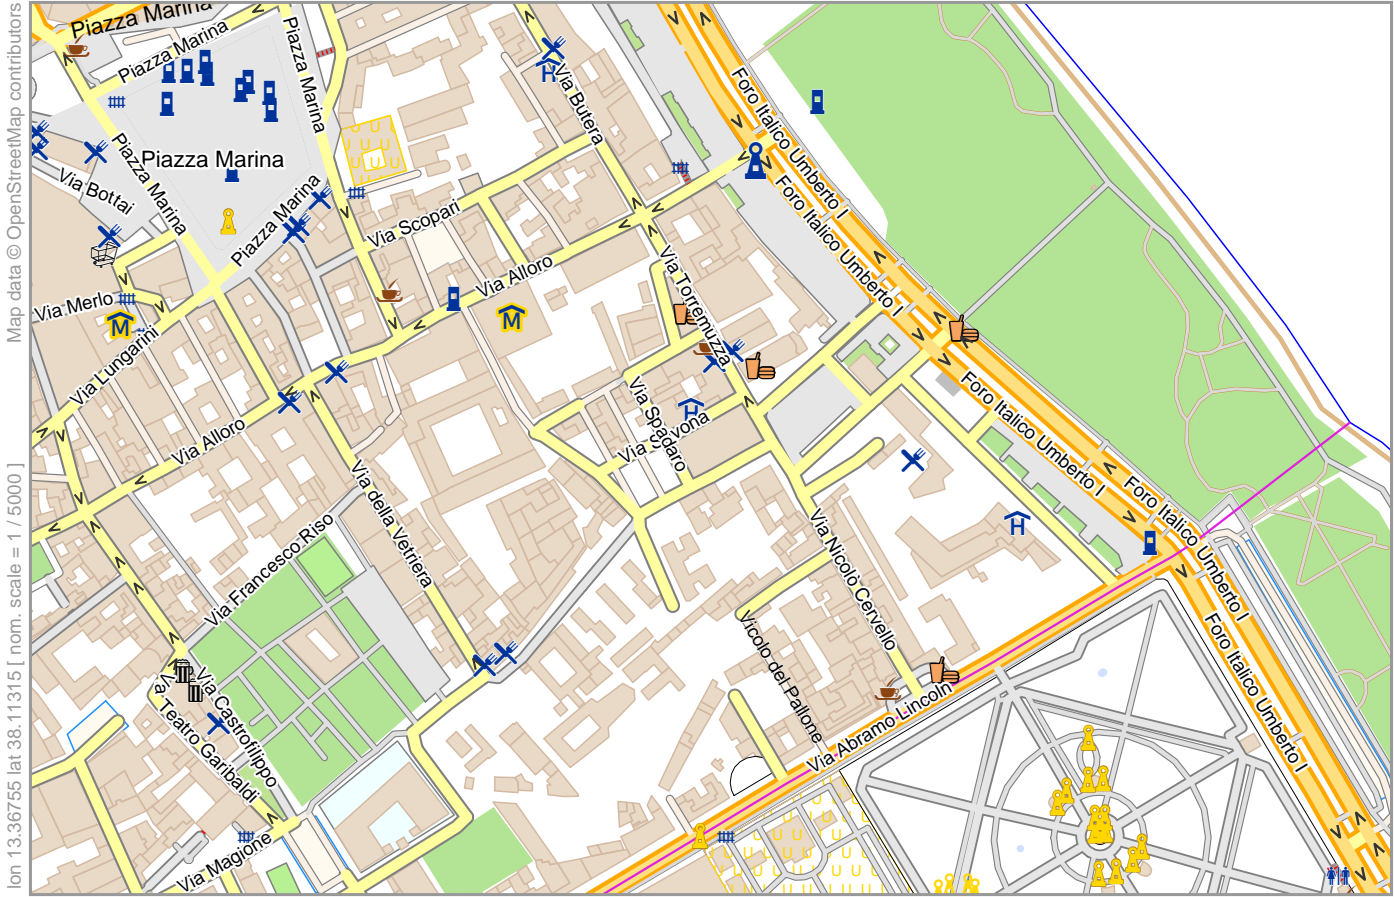 Piazza Marina
Piazza Marina
Piazza Marina
Piazza Marina
Piazza Marina
Piazza Marina
Via Bottai
Via Merlo
Via Lungarini
Via Butera
Via Scopari
Via Alloro
Via Alloro
Via Torremuzza
Via Spadaro
Via Savona
Via della Vetriera
Via Francesco Riso
Via Castrofilippo
Via Teatro Garibaldi
Via Magione
Via Nicolò Cervello
Vicolo del Pallone
Via Abramo Lincoln
Foro Italico Umberto I
Foro Italico Umberto I
Foro Italico Umberto I
Foro Italico Umberto I
Foro Italico Umberto I
H
H
H
M
M
Map data © OpenStreetMap contributors
lon 13.36755 lat 38.11315 [ nom. scale = 1 / 5000 ]